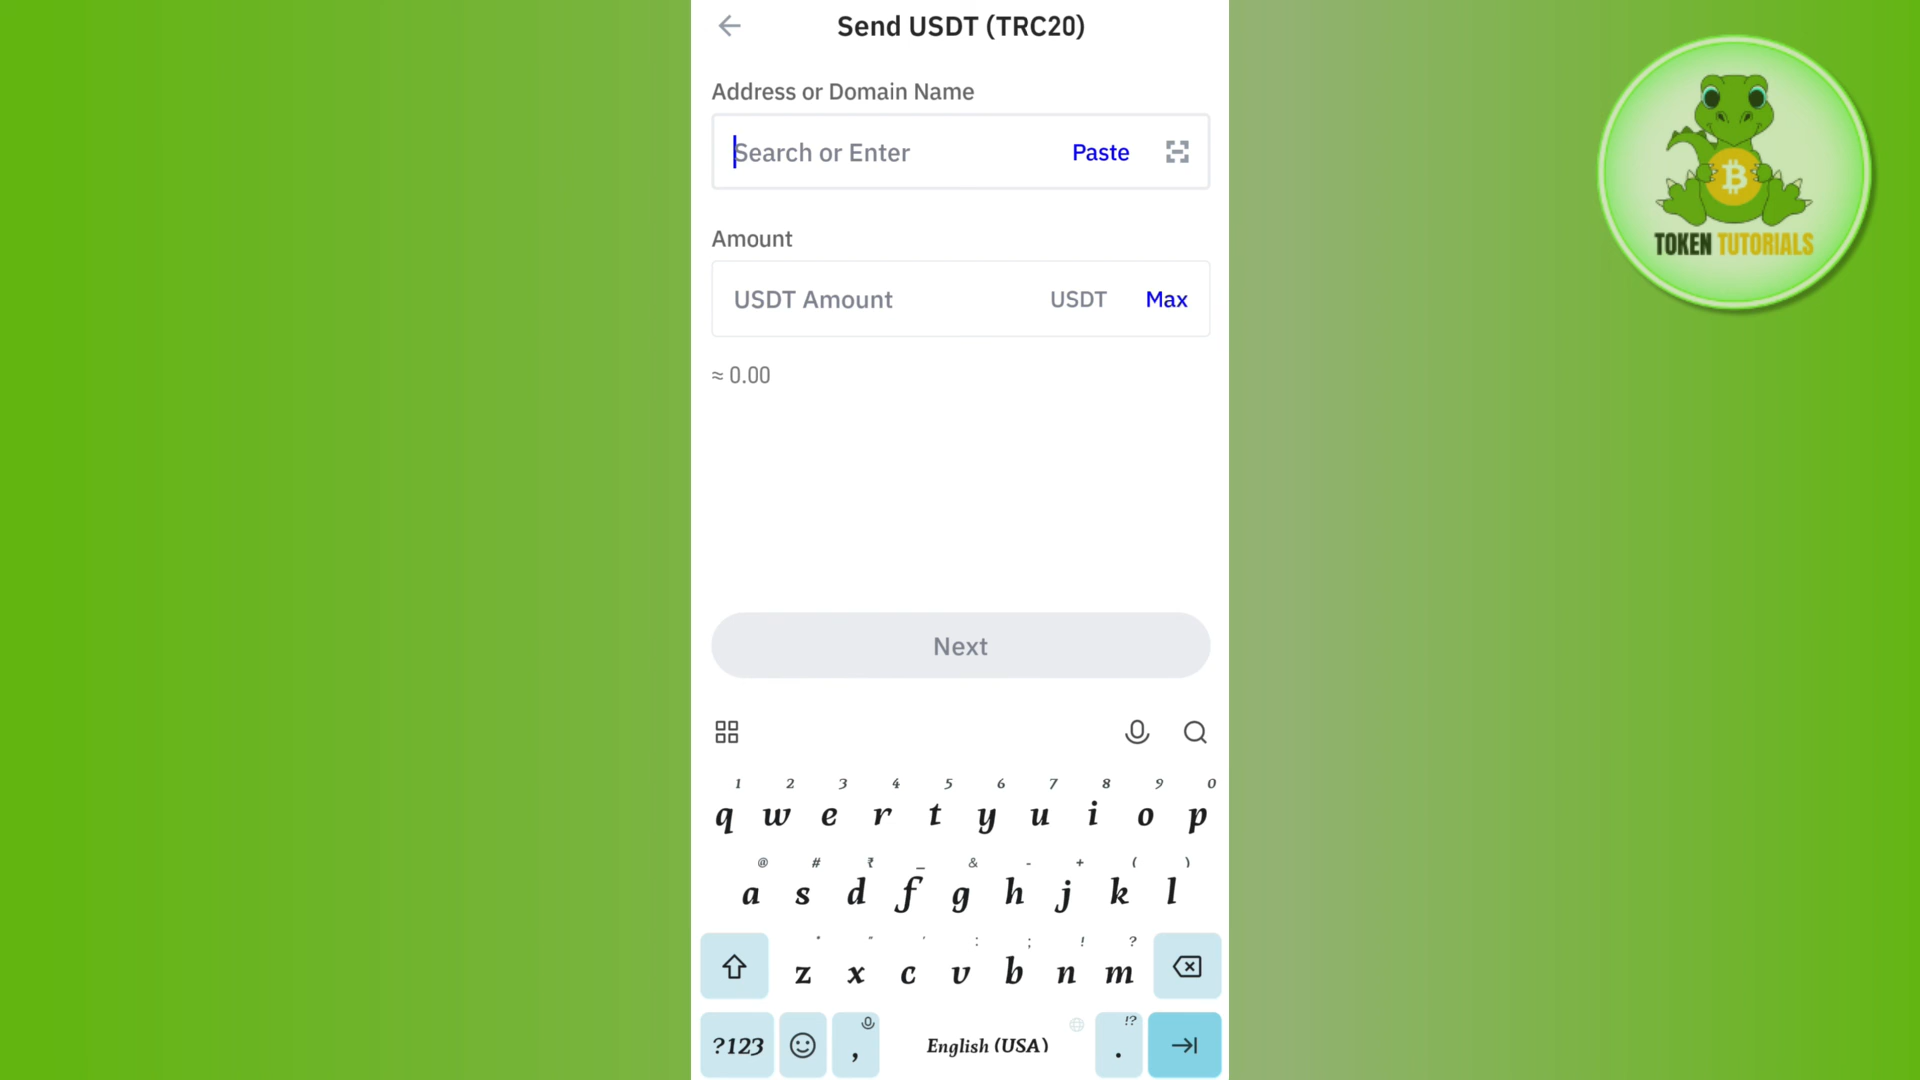 Send USDT (TRC20)
Address or Domain Name
Search or Enter Paste
Amount
USDT Amount USDT Max
≈ 0.00
Next
1 2 3 4 5 6 7 8 9 0
q w e r t y u i o p
@ # ₹ _ & - + ( )
a s d f g h j k l
* " ' : ; ! ?
z x c v b n m
!?
?123 , English (USA) .
B
TOKEN TUTORIALS